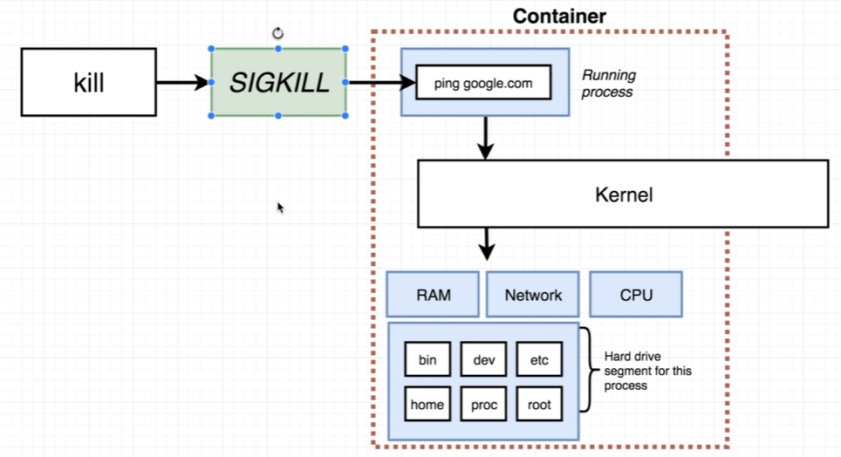 Container
kill
SIGKILL
ping google.com
Running
process
Kernel
RAM
Network
CPU
bin
dev
etc
home
proc
root
Hard drive
segment for this
process